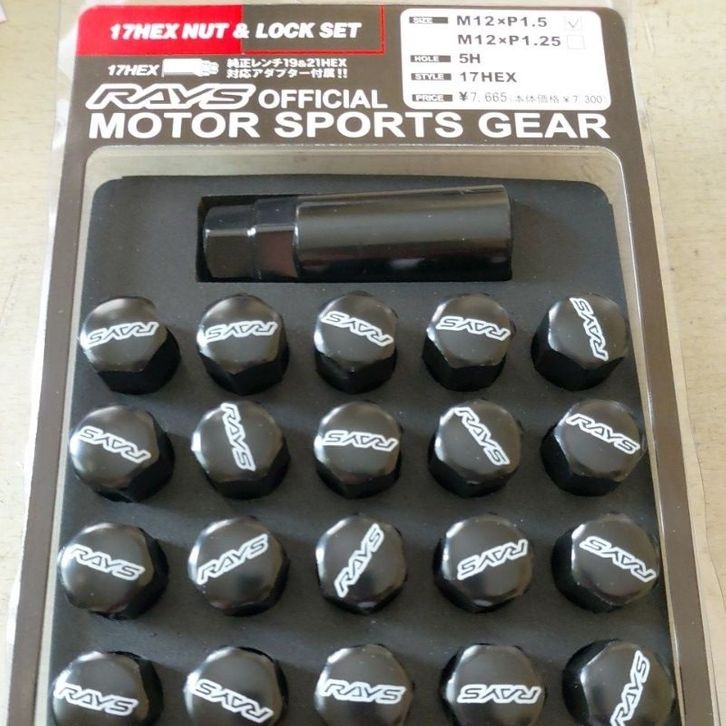 17HEX NUT & LOCK SET
SIZE M12×P1.5 ✓
M12×P1.25
HOLE 5H
STYLE 17HEX
PRICE ¥7,665(本体価格¥7,300)
17HEX 純正レンチ19&21HEX
対応アダプター付属!!
RAYS OFFICIAL
MOTOR SPORTS GEAR
RAYS RAYS RAYS RAYS RAYS
RAYS RAYS RAYS RAYS RAYS
RAYS RAYS RAYS RAYS RAYS
RAYS RAYS RAYS RAYS RAYS